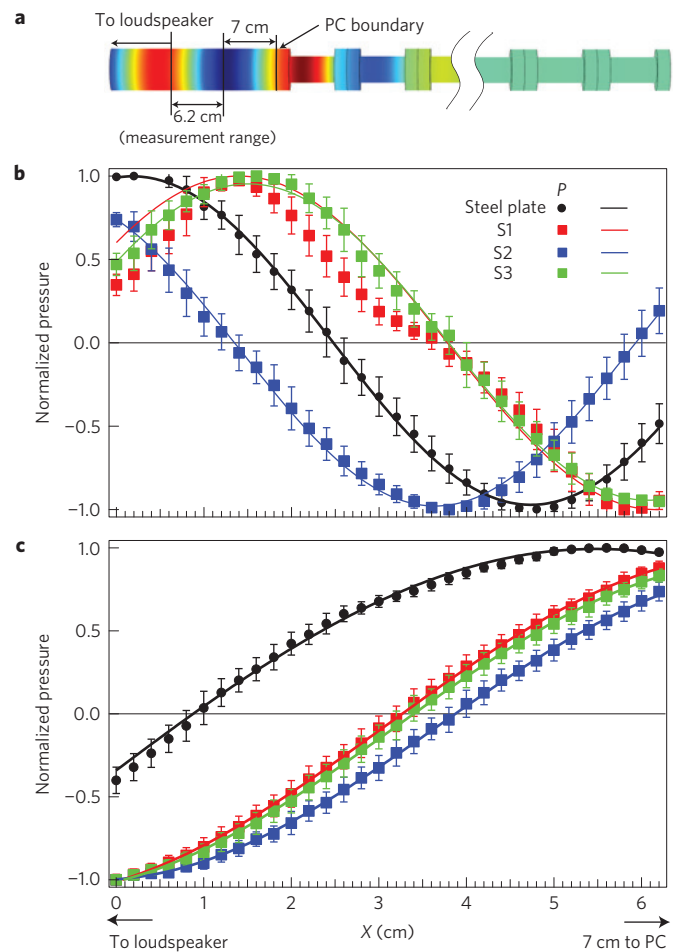 a
To loudspeaker
7 cm
PC boundary
6.2 cm
(measurement range)
b
1.0
0.5
0.0
−0.5
−1.0
Normalized pressure
P
Steel plate
S1
S2
S3
c
1.0
0.5
0.0
−0.5
−1.0
Normalized pressure
0 1 2 3 4 5 6
X (cm)
To loudspeaker
7 cm to PC